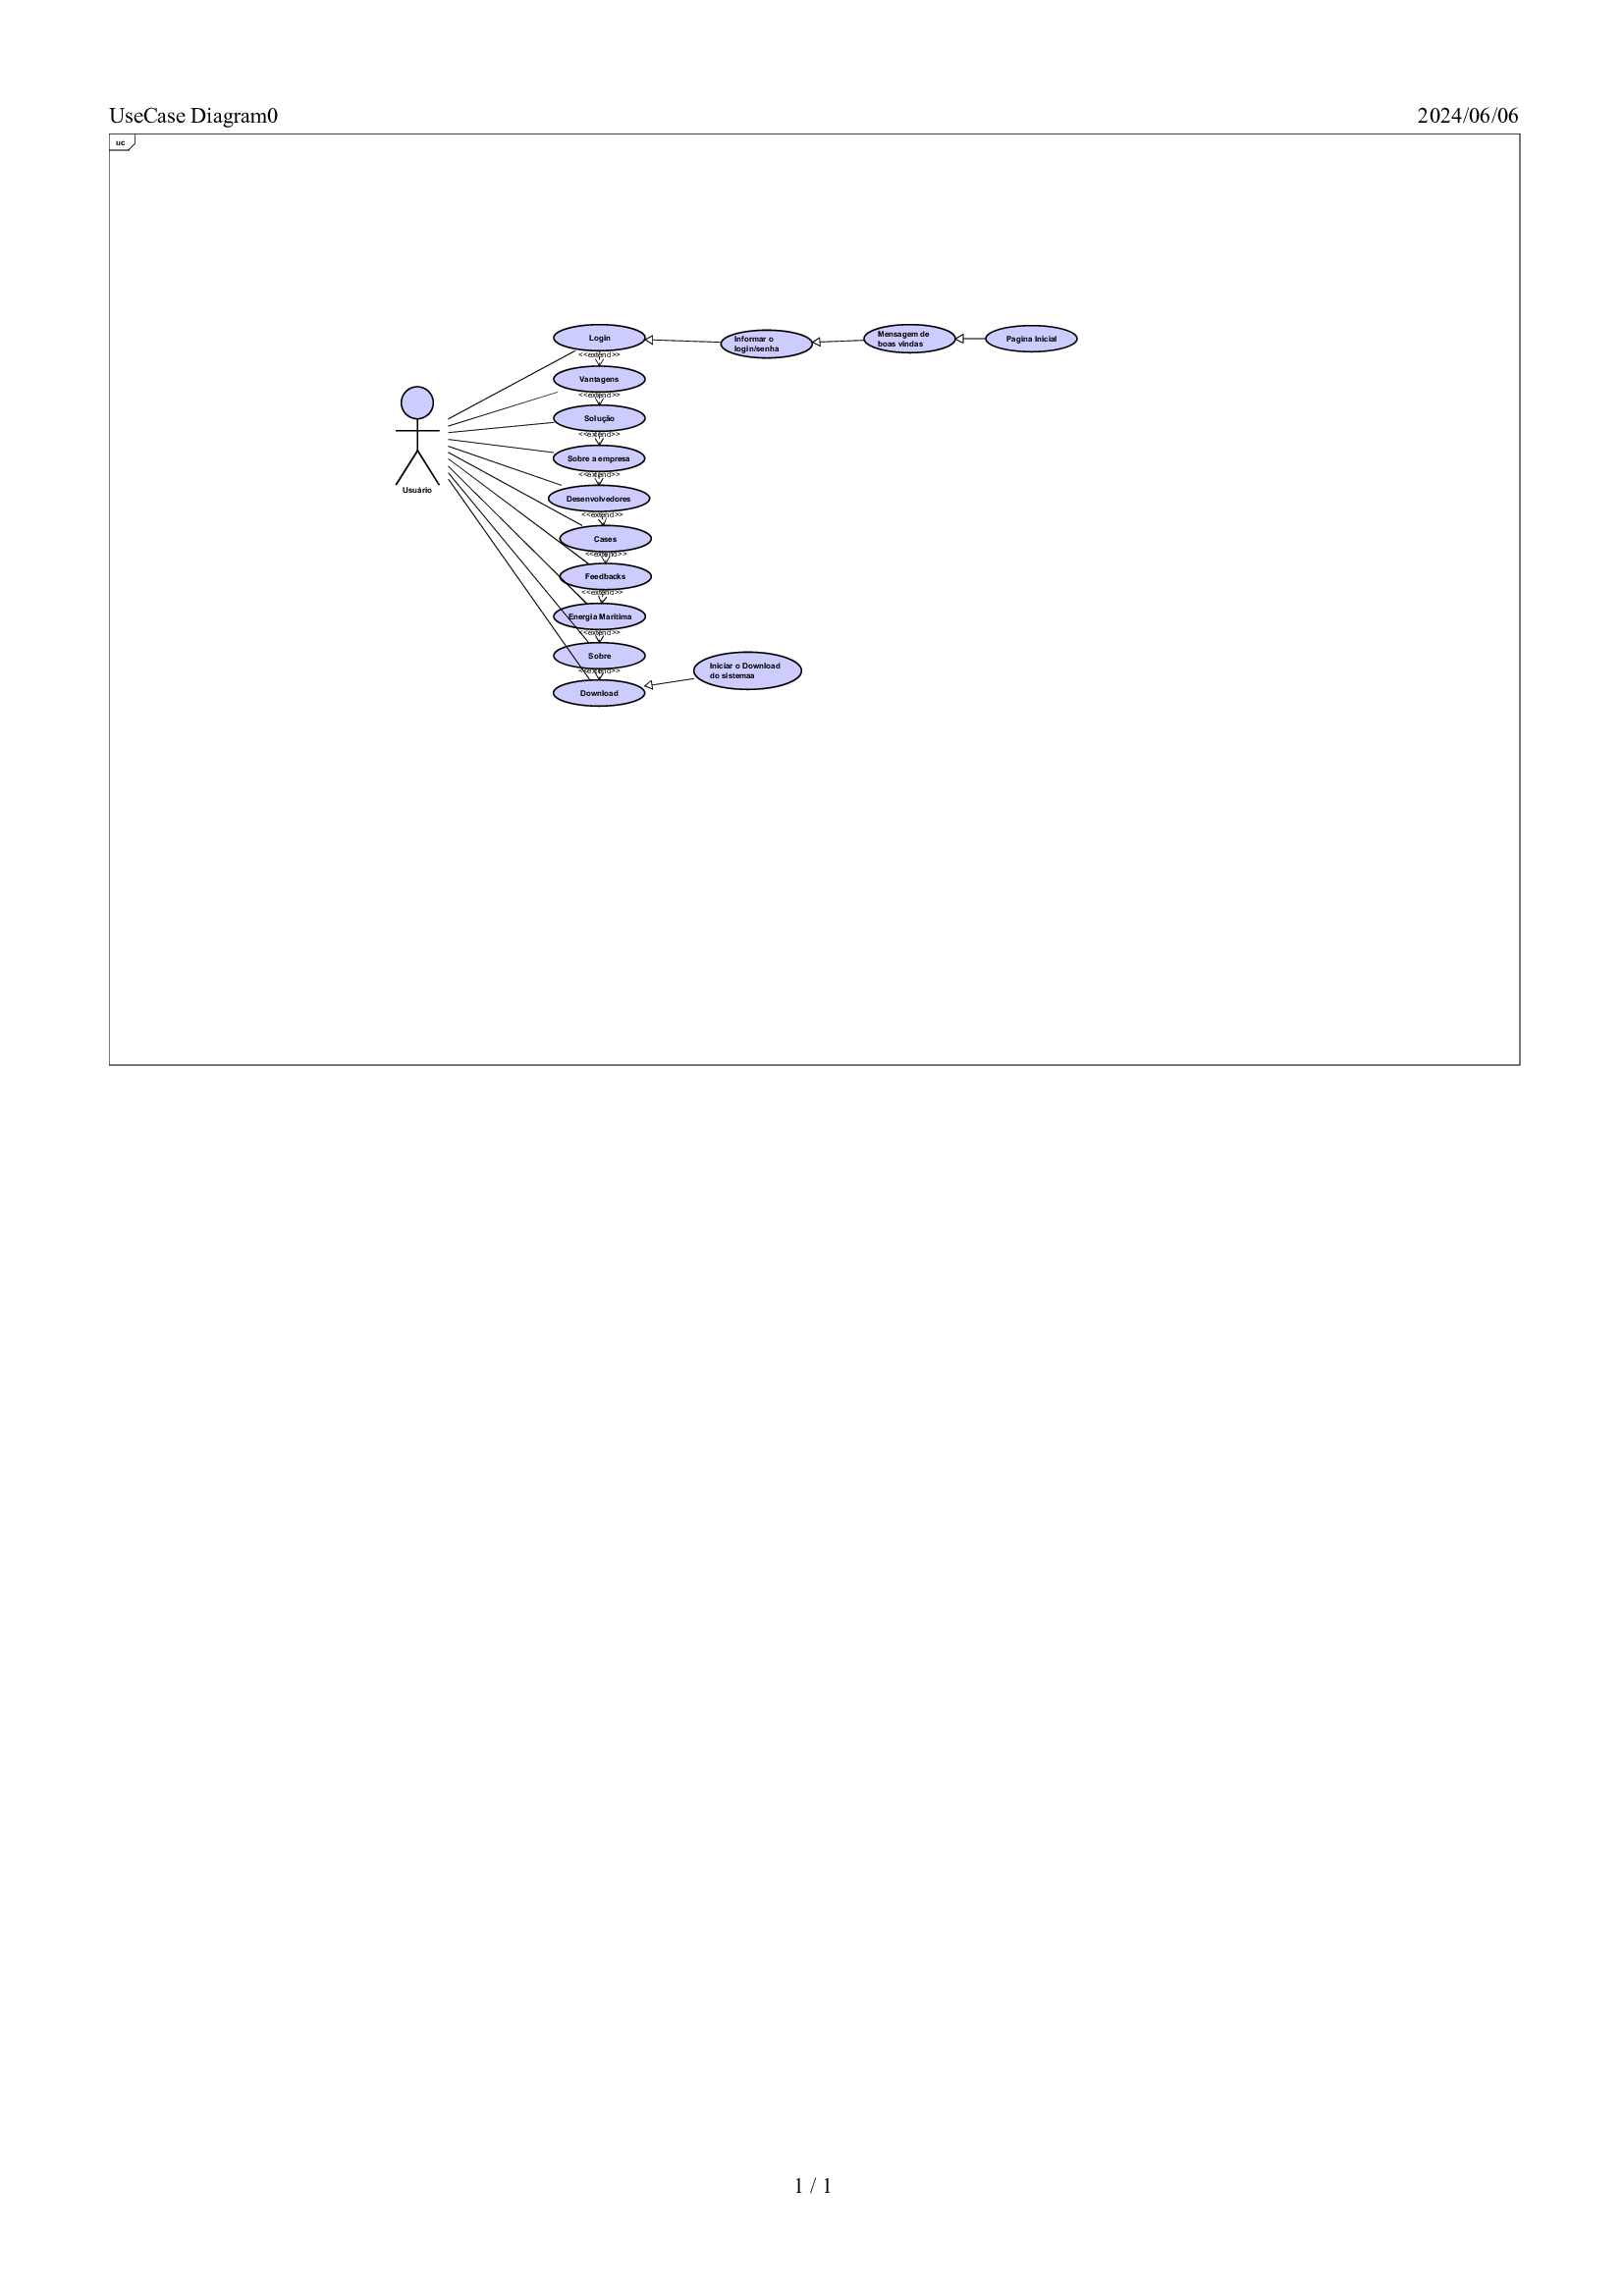 UseCase Diagram0
2024/06/06
uc
Login
<<extend>>
Vantagens
<<extend>>
Solução
<<extend>>
Sobre a empresa
<<extend>>
Desenvolvedores
<<extend>>
Cases
<<extend>>
Feedbacks
<<extend>>
Energia Maritima
<<extend>>
Sobre
<<extend>>
Download
Informar o
login/senha
Mensagem de
boas vindas
Pagina Inicial
Usuário
Iniciar o Download
do sistemaa
1 / 1